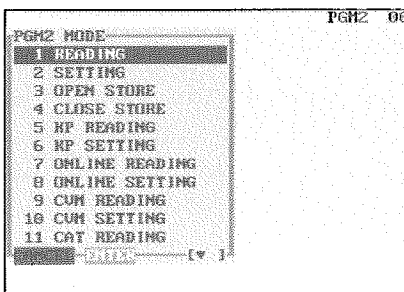 PGM2 00
PGM2 MODE
1 READING
2 SETTING
3 OPEN STORE
4 CLOSE STORE
5 KP READING
6 KP SETTING
7 ONLINE READING
8 ONLINE SETTING
9 CVM READING
10 CVM SETTING
11 CAT READING
ENTER [▼ ]